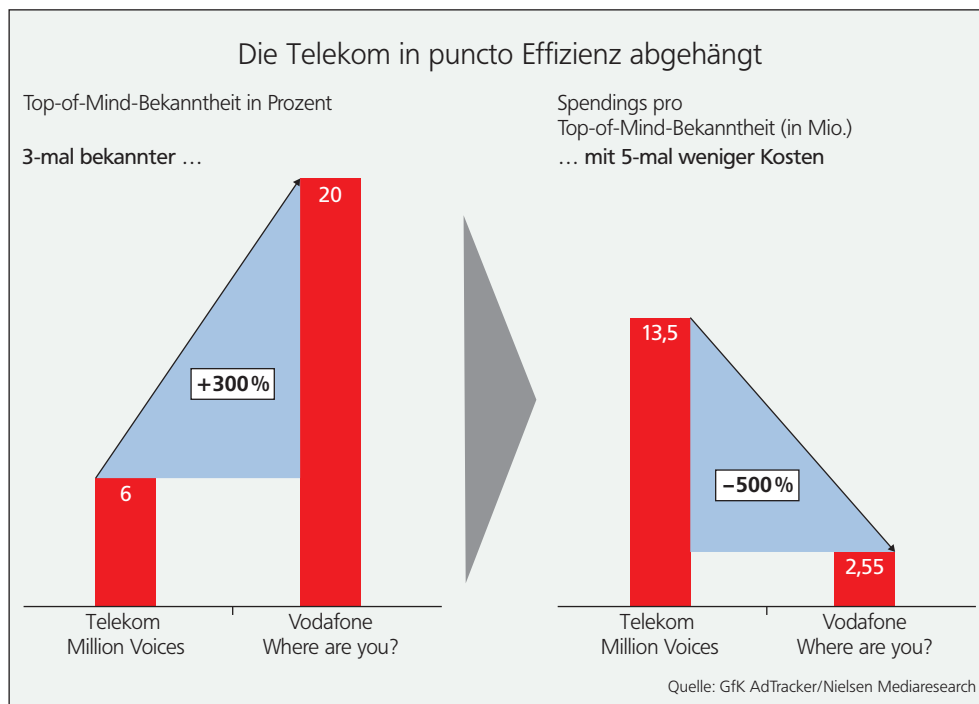 Die Telekom in puncto Effizienz abgehängt
Top-of-Mind-Bekanntheit in Prozent
3-mal bekannter …
20
+300 %
6
Telekom
Million Voices
Vodafone
Where are you?
Spendings pro
Top-of-Mind-Bekanntheit (in Mio.)
… mit 5-mal weniger Kosten
13,5
–500 %
2,55
Telekom
Million Voices
Vodafone
Where are you?
Quelle: GfK AdTracker/Nielsen Mediaresearch